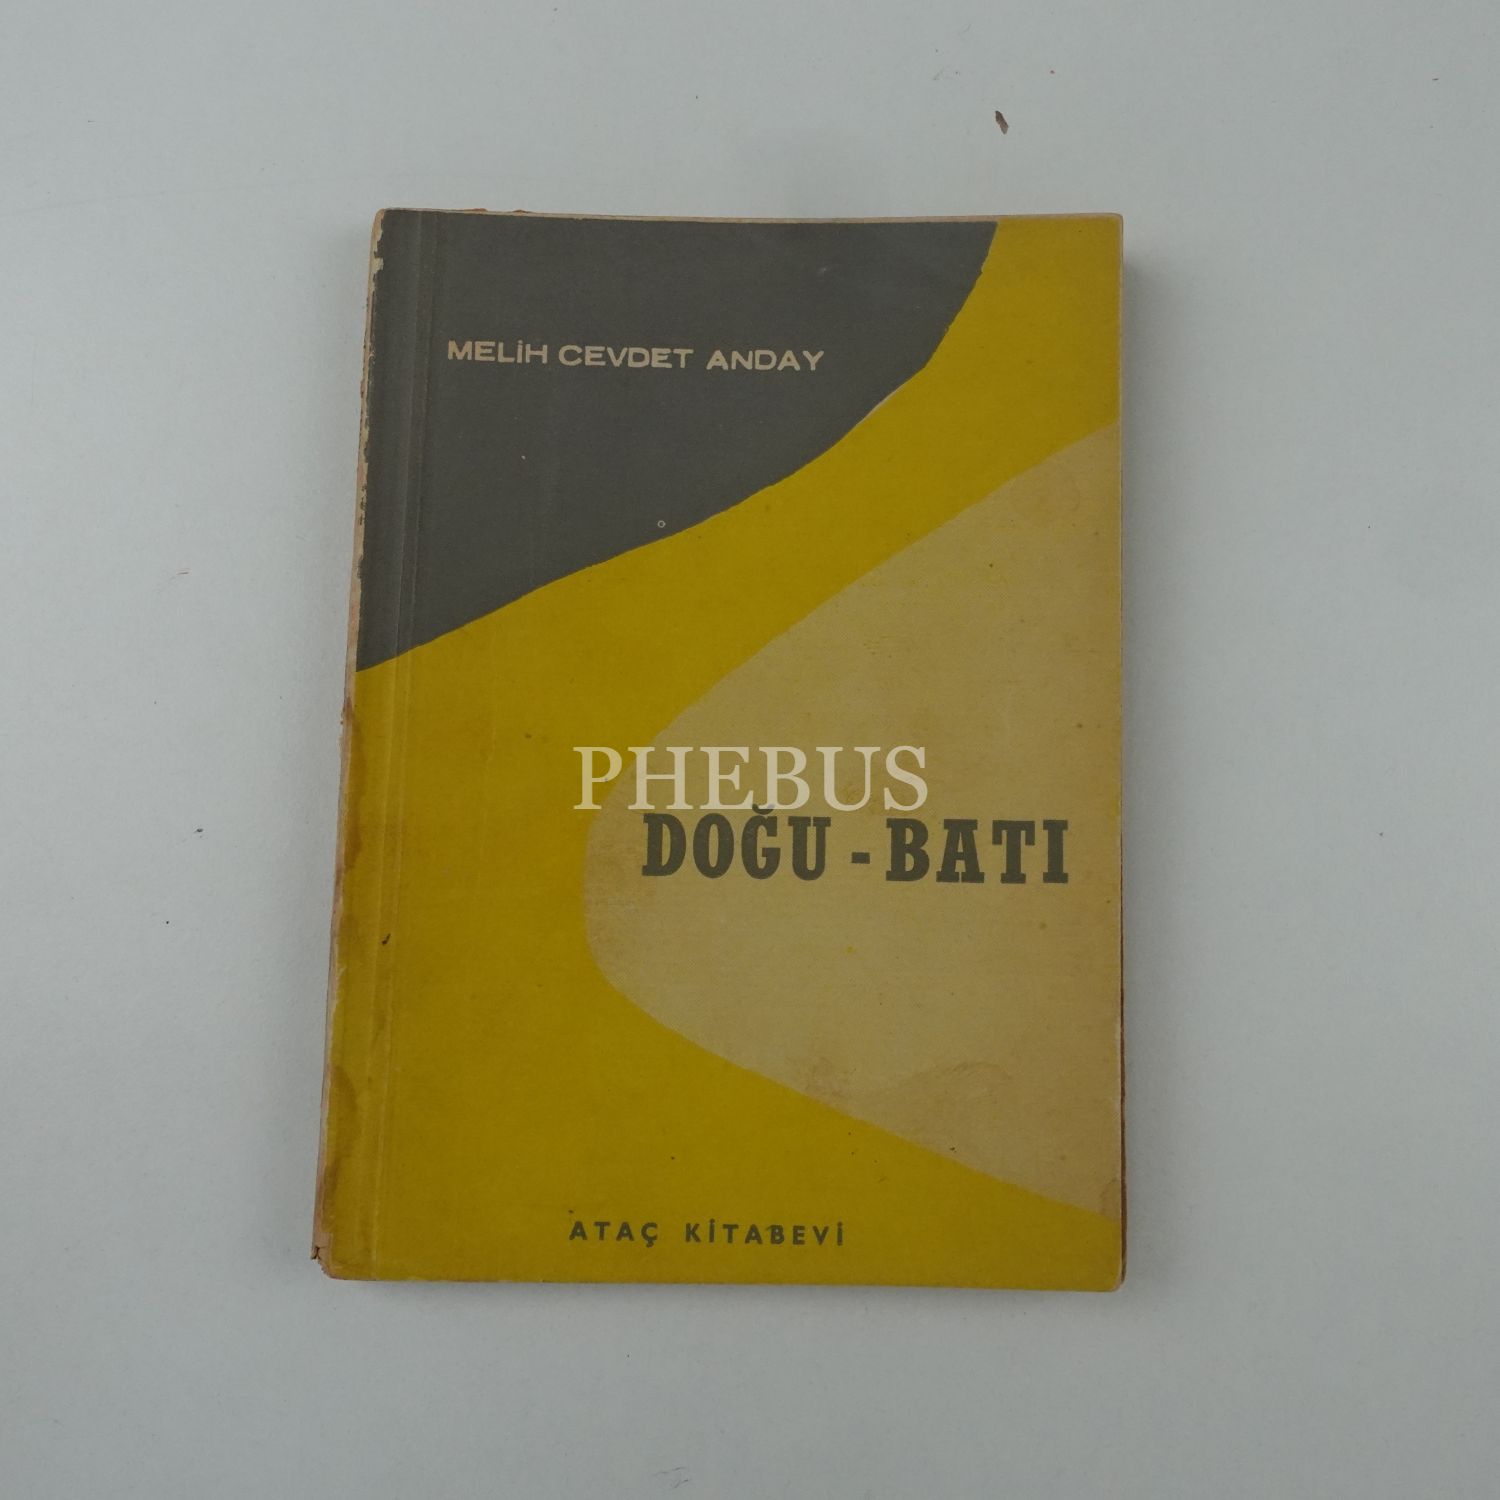 MELİH CEVDET ANDAY
PHEBUS
DOĞU - BATI
ATAÇ KİTABEVİ